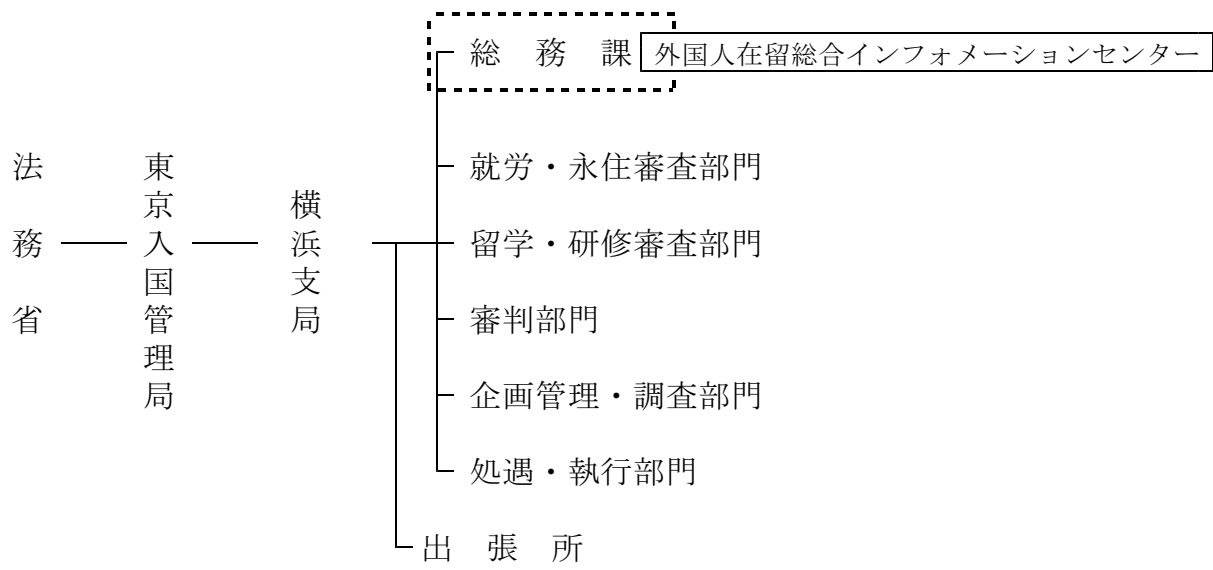 法務省
東京入国管理局
横浜支局
総務課
外国人在留総合インフォメーションセンター
就労・永住審査部門
留学・研修審査部門
審判部門
企画管理・調査部門
処遇・執行部門
出張所